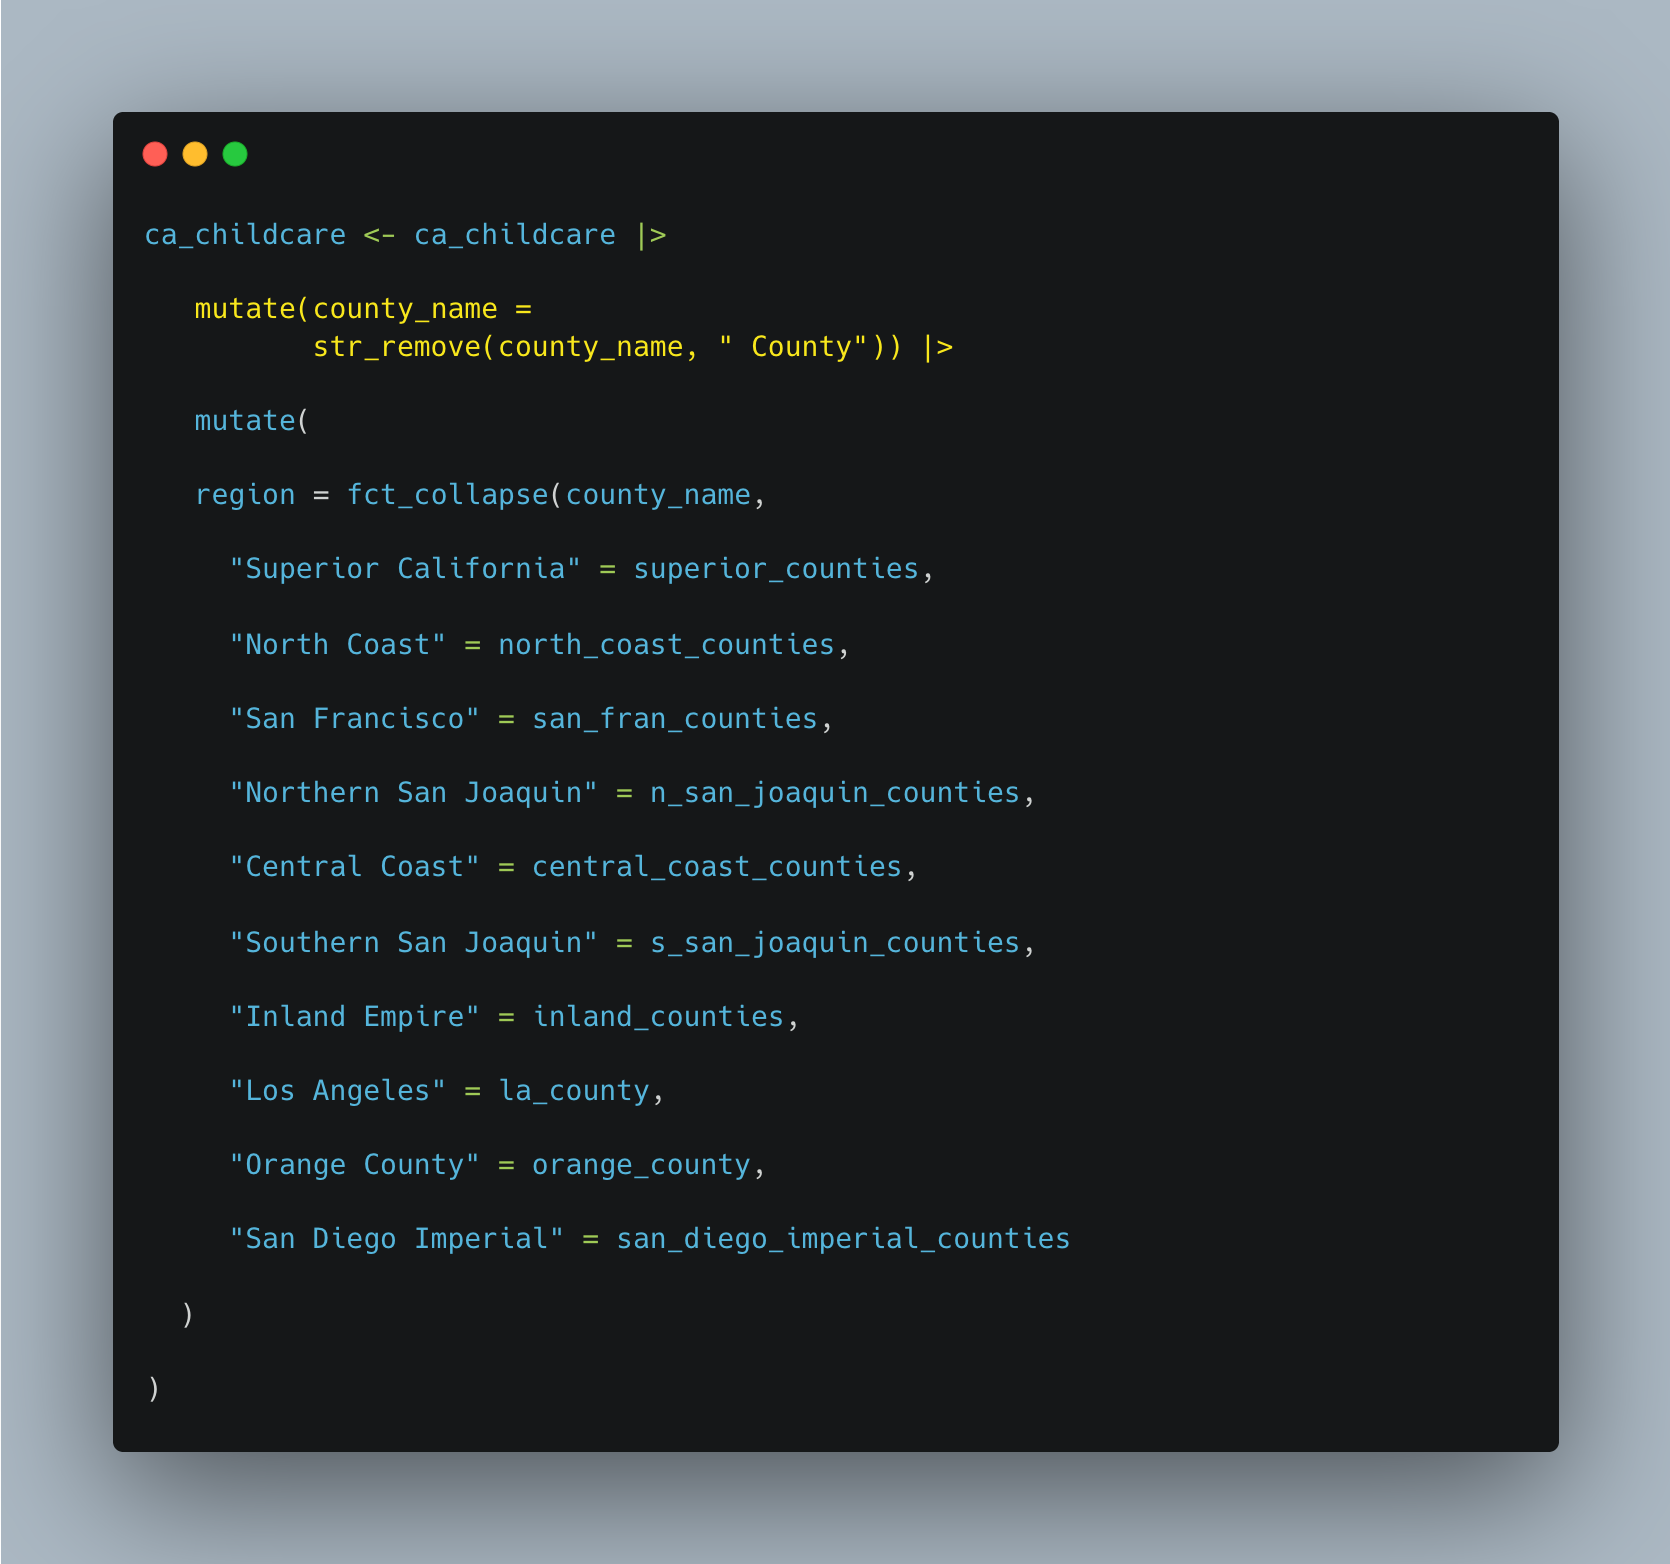 ca_childcare <- ca_childcare |>
mutate(county_name =
str_remove(county_name, " County")) |>
mutate(
region = fct_collapse(county_name,
"Superior California" = superior_counties,
"North Coast" = north_coast_counties,
"San Francisco" = san_fran_counties,
"Northern San Joaquin" = n_san_joaquin_counties,
"Central Coast" = central_coast_counties,
"Southern San Joaquin" = s_san_joaquin_counties,
"Inland Empire" = inland_counties,
"Los Angeles" = la_county,
"Orange County" = orange_county,
"San Diego Imperial" = san_diego_imperial_counties
)
)